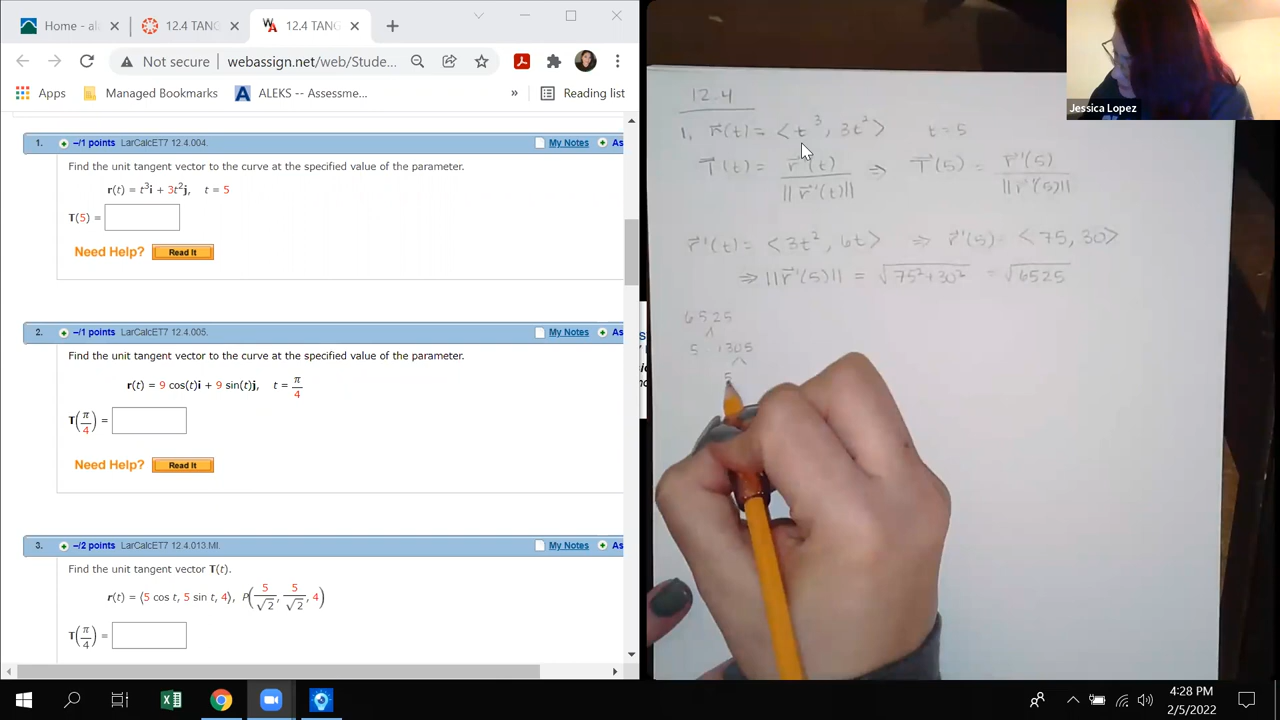 Home - ala
12.4 TANG
12.4 TANG
Not secure
webassign.net/web/Stude...
Apps
Managed Bookmarks
ALEKS -- Assessme...
»
Reading list
1. –/1 points LarCalcET7 12.4.004. My Notes As
Find the unit tangent vector to the curve at the specified value of the parameter.
r(t) = t³i + 3t²j, t = 5
T(5) =
Need Help? Read It
2. –/1 points LarCalcET7 12.4.005. My Notes As
Find the unit tangent vector to the curve at the specified value of the parameter.
r(t) = 9 cos(t)i + 9 sin(t)j, t = π/4
T(π/4) =
Need Help? Read It
3. –/2 points LarCalcET7 12.4.013.MI. My Notes As
Find the unit tangent vector T(t).
r(t) = ⟨5 cos t, 5 sin t, 4⟩, P(5/√2, 5/√2, 4)
T(π/4) =
Jessica Lopez
12.4
1. r⃗(t) = <t³, 3t²> t = 5
T⃗(t) = r⃗'(t)/||r⃗'(t)|| ⇒ T⃗(5) = r⃗'(5)/||r⃗'(5)||
r⃗'(t) = <3t², 6t> ⇒ r⃗'(5) = <75, 30>
⇒ ||r⃗'(5)|| = √75²+30² = √6525
6525
5 1305
5
4:28 PM
2/5/2022